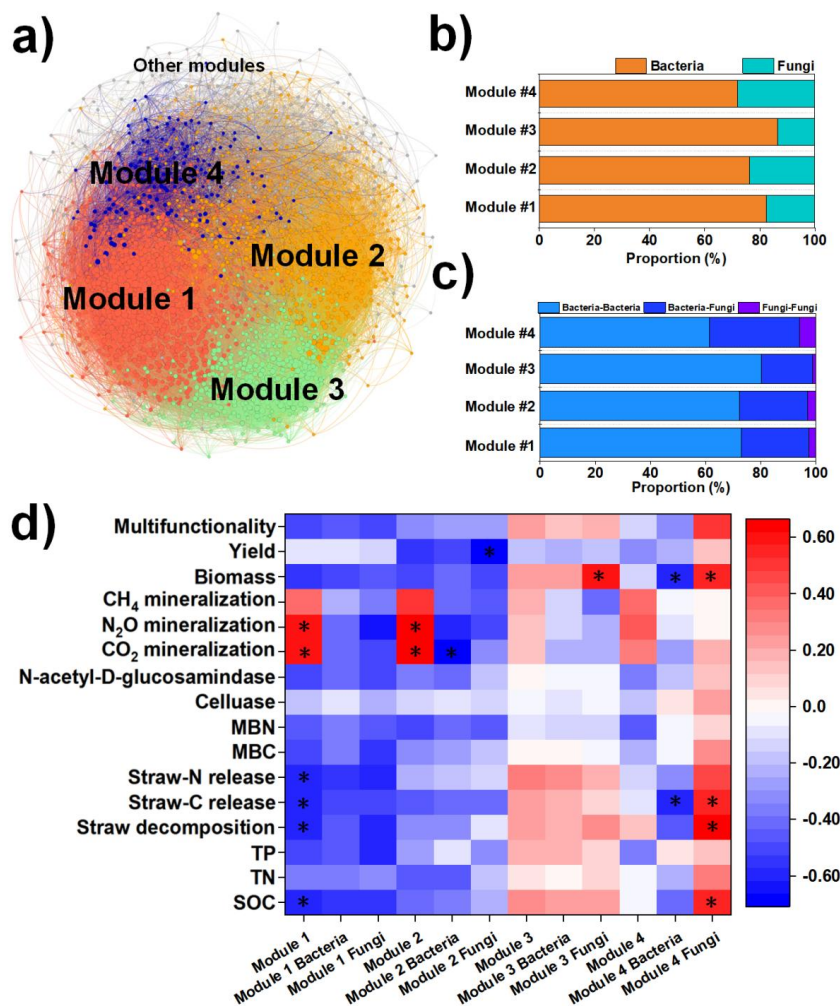 a)
Other modules
Module 4
Module 2
Module 1
Module 3
b)
Bacteria Fungi
Module #4
Module #3
Module #2
Module #1
0 20 40 60 80 100
Proportion (%)
c)
Bacteria-Bacteria Bacteria-Fungi Fungi-Fungi
Module #4
Module #3
Module #2
Module #1
0 20 40 60 80 100
Proportion (%)
d)
Multifunctionality
Yield
*
Biomass
* * *
CH₄ mineralization
N₂O mineralization
* *
CO₂ mineralization
* * *
N-acetyl-D-glucosamindase
Celluase
MBN
MBC
Straw-N release
*
Straw-C release
* * *
Straw decomposition
* *
TP
TN
SOC
* *
Module 1
Module 1 Bacteria
Module 1 Fungi
Module 2
Module 2 Bacteria
Module 2 Fungi
Module 3
Module 3 Bacteria
Module 3 Fungi
Module 4
Module 4 Bacteria
Module 4 Fungi
0.60
0.40
0.20
0.0
-0.20
-0.40
-0.60